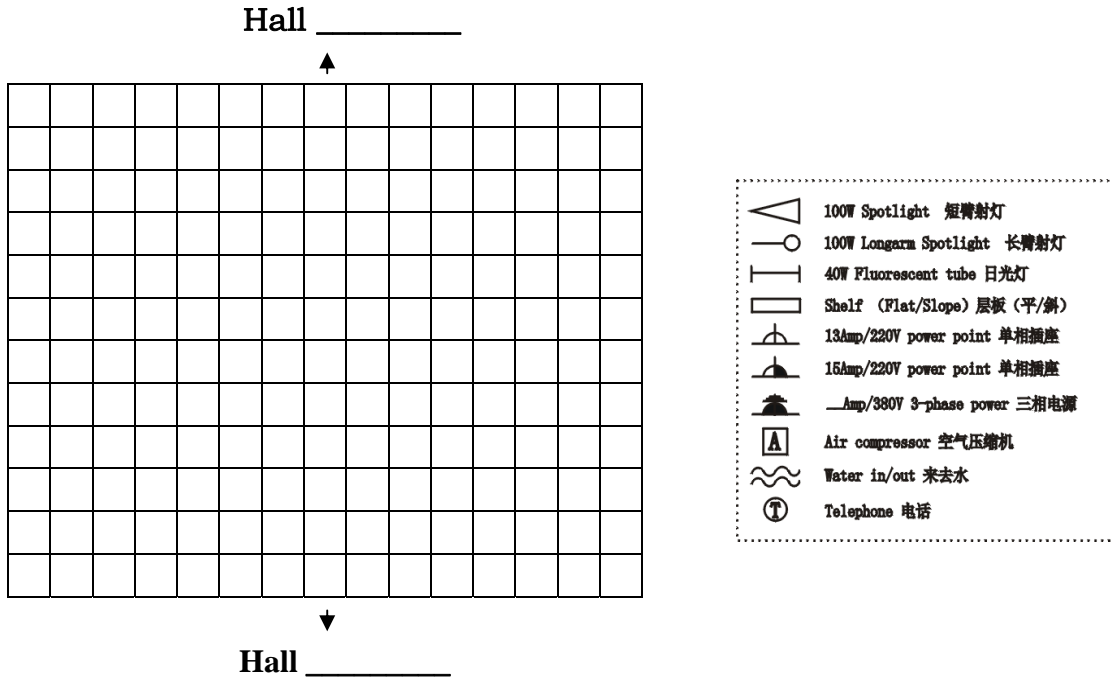 Hall _________
100W Spotlight 短臂射灯
100W Longarm Spotlight 长臂射灯
40W Fluorescent tube 日光灯
Shelf （Flat/Slope）层板（平/斜）
13Amp/220V power point 单相插座
15Amp/220V power point 单相插座
__Amp/380V 3-phase power 三相电源
A Air compressor 空气压缩机
Water in/out 来去水
T Telephone 电话
Hall _________